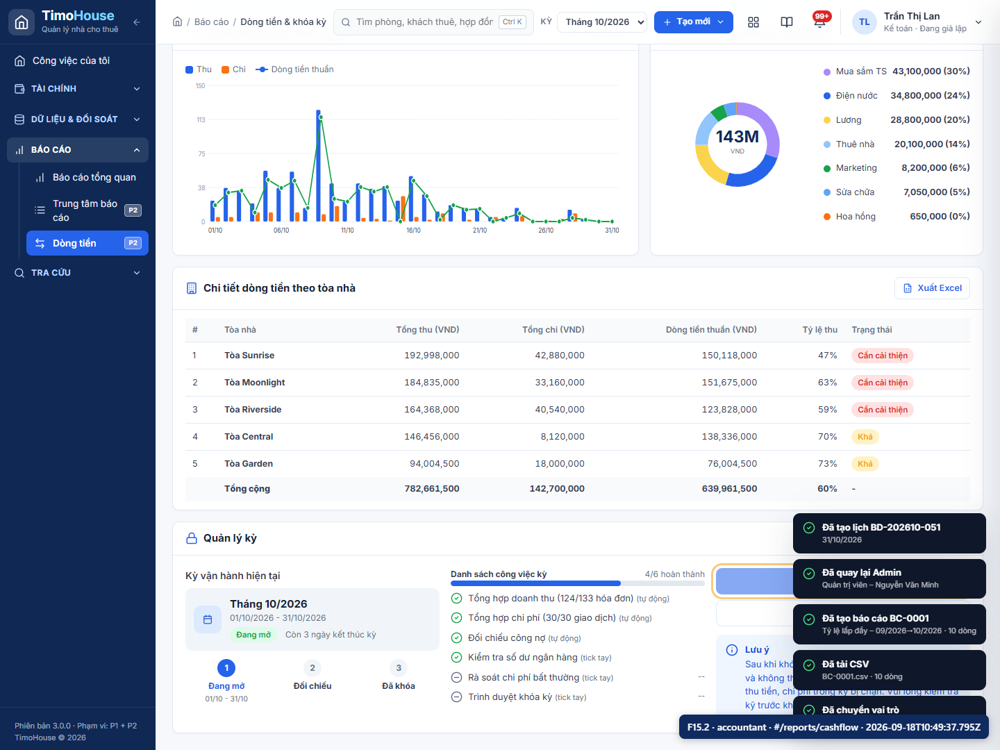 TimoHouse
Quản lý nhà cho thuê
Công việc của tôi
TÀI CHÍNH
DỮ LIỆU & ĐỐI SOÁT
BÁO CÁO
Báo cáo tổng quan
Trung tâm báo cáo P2
Dòng tiền P2
TRA CỨU
Phiên bản 3.0.0 · Phạm vi: P1 + P2
TimoHouse © 2026
/ Báo cáo / Dòng tiền & khóa kỳ
Tìm phòng, khách thuê, hợp đồn Ctrl K
KỲ Tháng 10/2026
Tạo mới
99+
TL
Trần Thị Lan
Kế toán · Đang giả lập
Thu Chi Dòng tiền thuần
150
113
75
38
0
01/10 06/10 11/10 16/10 21/10 26/10 31/10
143M
VND
Mua sắm TS 43,100,000 (30%)
Điện nước 34,800,000 (24%)
Lương 28,800,000 (20%)
Thuê nhà 20,100,000 (14%)
Marketing 8,200,000 (6%)
Sửa chữa 7,050,000 (5%)
Hoa hồng 650,000 (0%)
Chi tiết dòng tiền theo tòa nhà
Xuất Excel
# Tòa nhà Tổng thu (VND) Tổng chi (VND) Dòng tiền thuần (VND) Tỷ lệ thu Trạng thái
1 Tòa Sunrise 192,998,000 42,880,000 150,118,000 47% Cần cải thiện
2 Tòa Moonlight 184,835,000 33,160,000 151,675,000 63% Cần cải thiện
3 Tòa Riverside 164,368,000 40,540,000 123,828,000 59% Cần cải thiện
4 Tòa Central 146,456,000 8,120,000 138,336,000 70% Khá
5 Tòa Garden 94,004,500 18,000,000 76,004,500 73% Khá
Tổng cộng 782,661,500 142,700,000 639,961,500 60% -
Quản lý kỳ
Kỳ vận hành hiện tại
Tháng 10/2026
01/10/2026 - 31/10/2026
Đang mở Còn 3 ngày kết thúc kỳ
1 2 3
Đang mở Đối chiếu Đã khóa
01/10 - 31/10
Danh sách công việc kỳ 4/6 hoàn thành
Tổng hợp doanh thu (124/133 hóa đơn) (tự động)
Tổng hợp chi phí (30/30 giao dịch) (tự động)
Đối chiếu công nợ (tự động)
Kiểm tra số dư ngân hàng (tick tay)
Rà soát chi phí bất thường (tick tay) --
Trình duyệt khóa kỳ (tick tay) --
Lưu ý
Sau khi khó
và không th
thu tiền, chi phí trong kỳ bị chặn. Vui lòng kiểm tra
kỹ trước kh
Đã tạo lịch BD-202610-051
31/10/2026
Đã quay lại Admin
Quản trị viên – Nguyễn Văn Minh
Đã tạo báo cáo BC-0001
Tỷ lệ lấp đầy – 09/2026→10/2026 · 10 dòng
Đã tải CSV
BC-0001.csv · 10 dòng
Đã chuyển vai trò
F15.2 · accountant · #/reports/cashflow · 2026-09-18T10:49:37.795Z